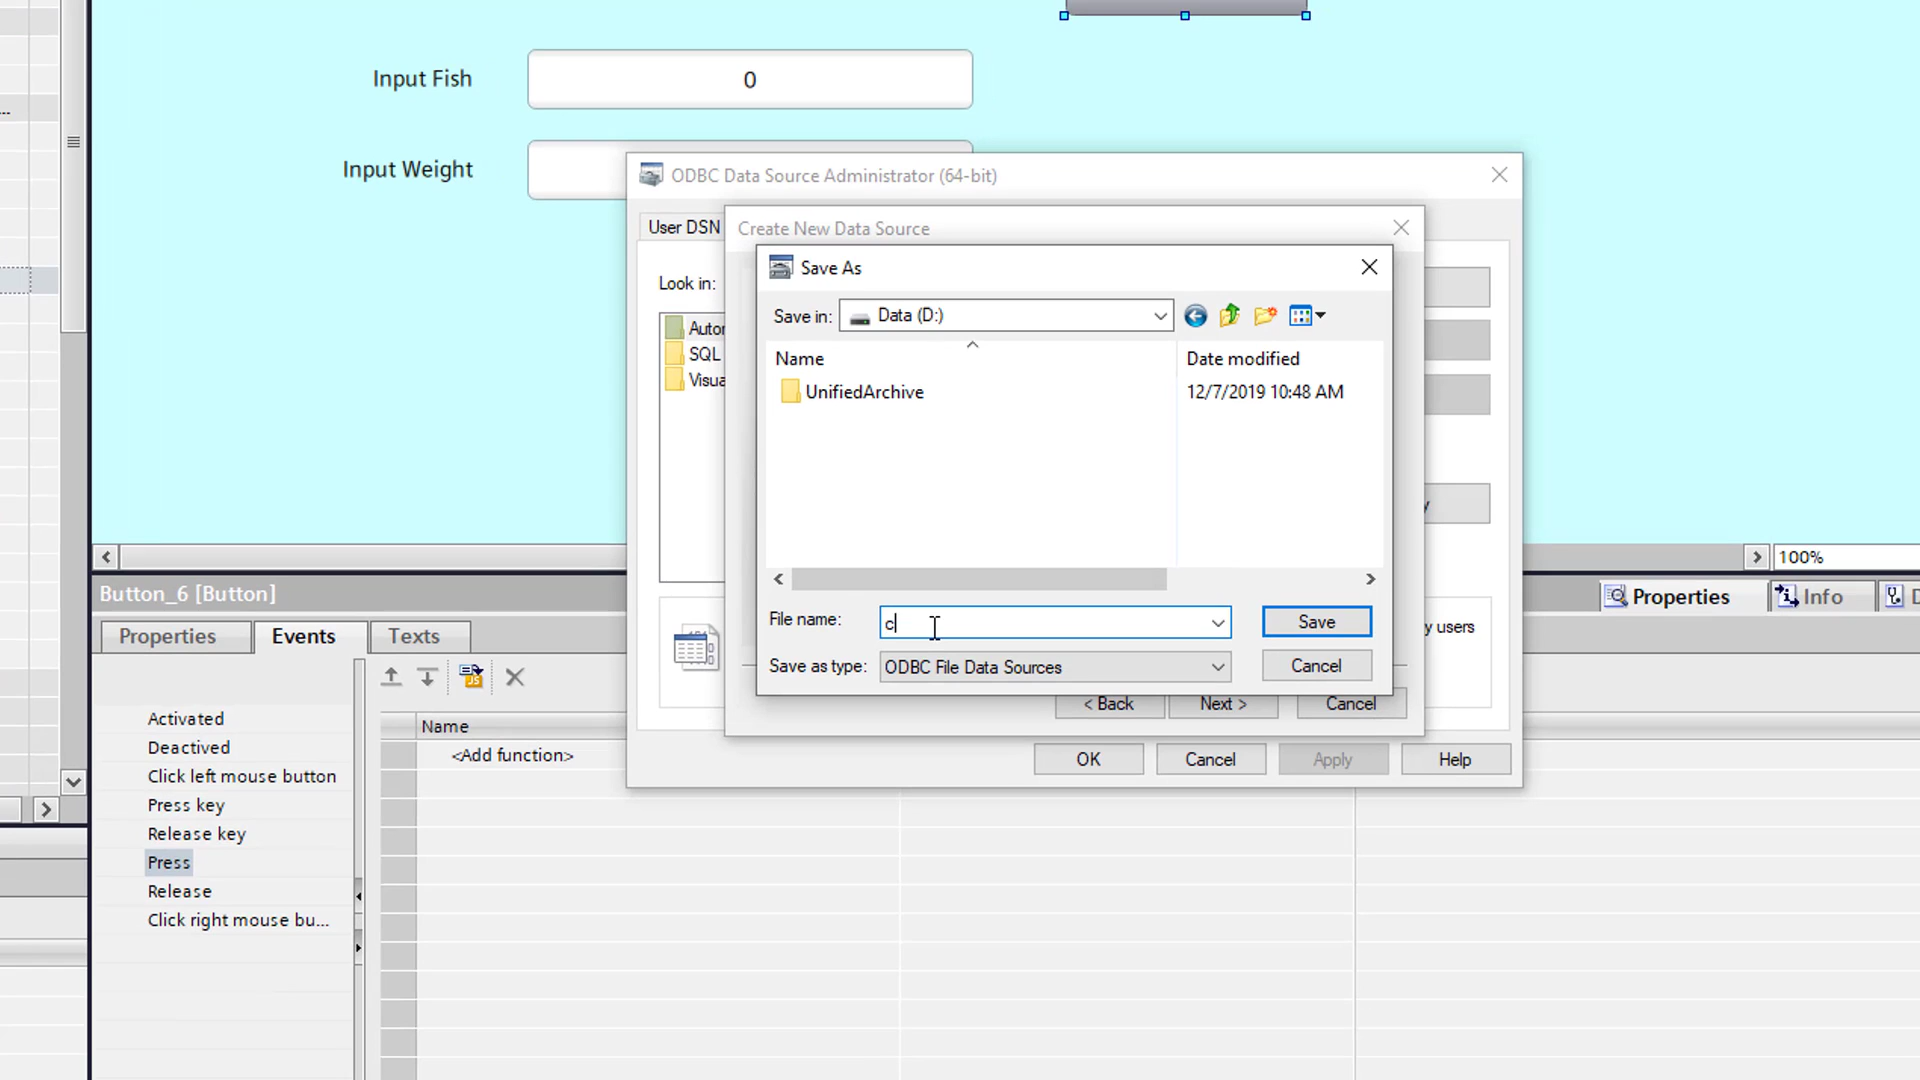 Input Fish
0
...
Input Weight
ODBC Data Source Administrator (64-bit)
User DSN
Create New Data Source
Save As
Look in:
Save in:
Data (D:)
Autor
SQL
Visua
Name
Date modified
UnifiedArchive
12/7/2019 10:48 AM
100%
Button_6 [Button]
Properties
Info
D
File name:
c
Save
y users
Properties
Events
Texts
Save as type:
ODBC File Data Sources
Cancel
< Back
Next >
Cancel
Activated
Name
Deactived
<Add function>
OK
Cancel
Apply
Help
Click left mouse button
Press key
Release key
Press
Release
Click right mouse bu...